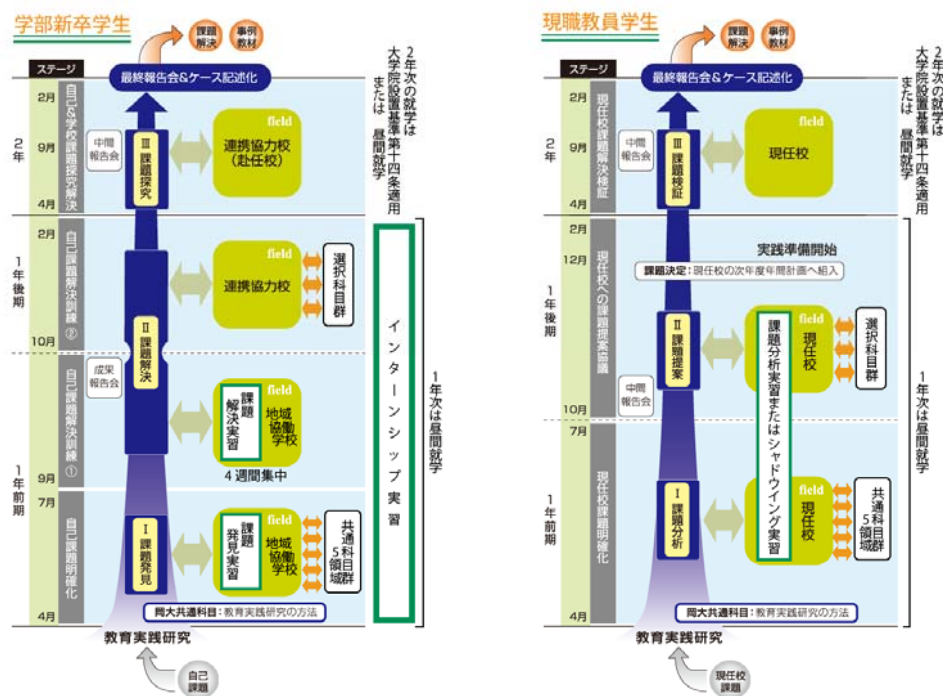 学部新卒学生
課題解決
事例教材
ステージ
最終報告会&ケース記述化
2年
2月
9月
4月
自己&学校課題探究解決
中間報告会
Ⅲ課題探究
field
連携協力校
(赴任校)
2年次の就学は
大学院設置基準第十四条適用
または 昼間就学
1年後期
2月
10月
自己課題解決訓練②
Ⅱ課題解決
field
連携協力校
選択科目群
インターンシップ実習
1年次は昼間就学
成果報告会
自己課題解決訓練①
9月
課題解決実習
field
地域協働学校
4週間集中
1年前期
7月
4月
自己課題明確化
Ⅰ課題発見
課題発見実習
field
地域協働学校
共通科目群
5領域
岡大共通科目:教育実践研究の方法
教育実践研究
自己課題
現職教員学生
課題解決
事例教材
ステージ
最終報告会&ケース記述化
2年
2月
9月
4月
現任校課題解決検証
中間報告会
Ⅲ課題検証
field
現任校
2年次の就学は
大学院設置基準第十四条適用
または 昼間就学
1年後期
2月
12月
10月
現任校への課題提案協議
実践準備開始
課題決定:現任校の次年度年間計画へ組入
Ⅱ課題提案
中間報告会
field
現任校
選択科目群
課題分析実習またはシャドウイング実習
1年次は昼間就学
1年前期
7月
4月
現任校課題明確化
Ⅰ課題分析
field
現任校
共通科目群
5領域
岡大共通科目:教育実践研究の方法
教育実践研究
現任校課題